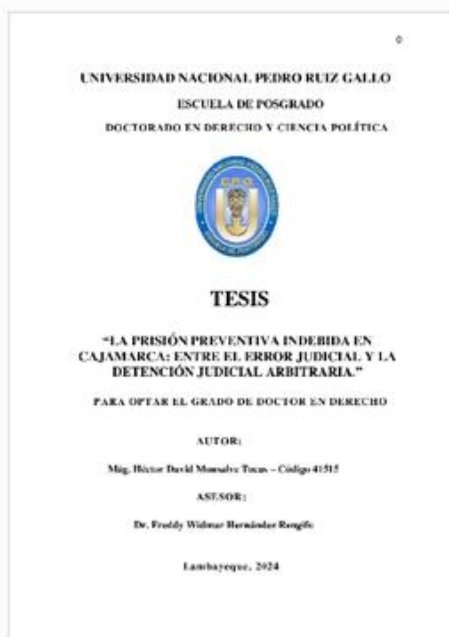 0
UNIVERSIDAD NACIONAL PEDRO RUIZ GALLO
ESCUELA DE POSGRADO
DOCTORADO EN DERECHO Y CIENCIA POLÍTICA
TESIS
“LA PRISIÓN PREVENTIVA INDEBIDA EN
CAJAMARCA: ENTRE EL ERROR JUDICIAL Y LA
DETENCIÓN JUDICIAL ARBITRARIA.”
PARA OPTAR EL GRADO DE DOCTOR EN DERECHO
AUTOR:
Mág. Héctor David Monsalve Tocas – Código 41515
ASESOR:
Dr. Freddy Widmar Hernández Rengifo
Lambayeque, 2024